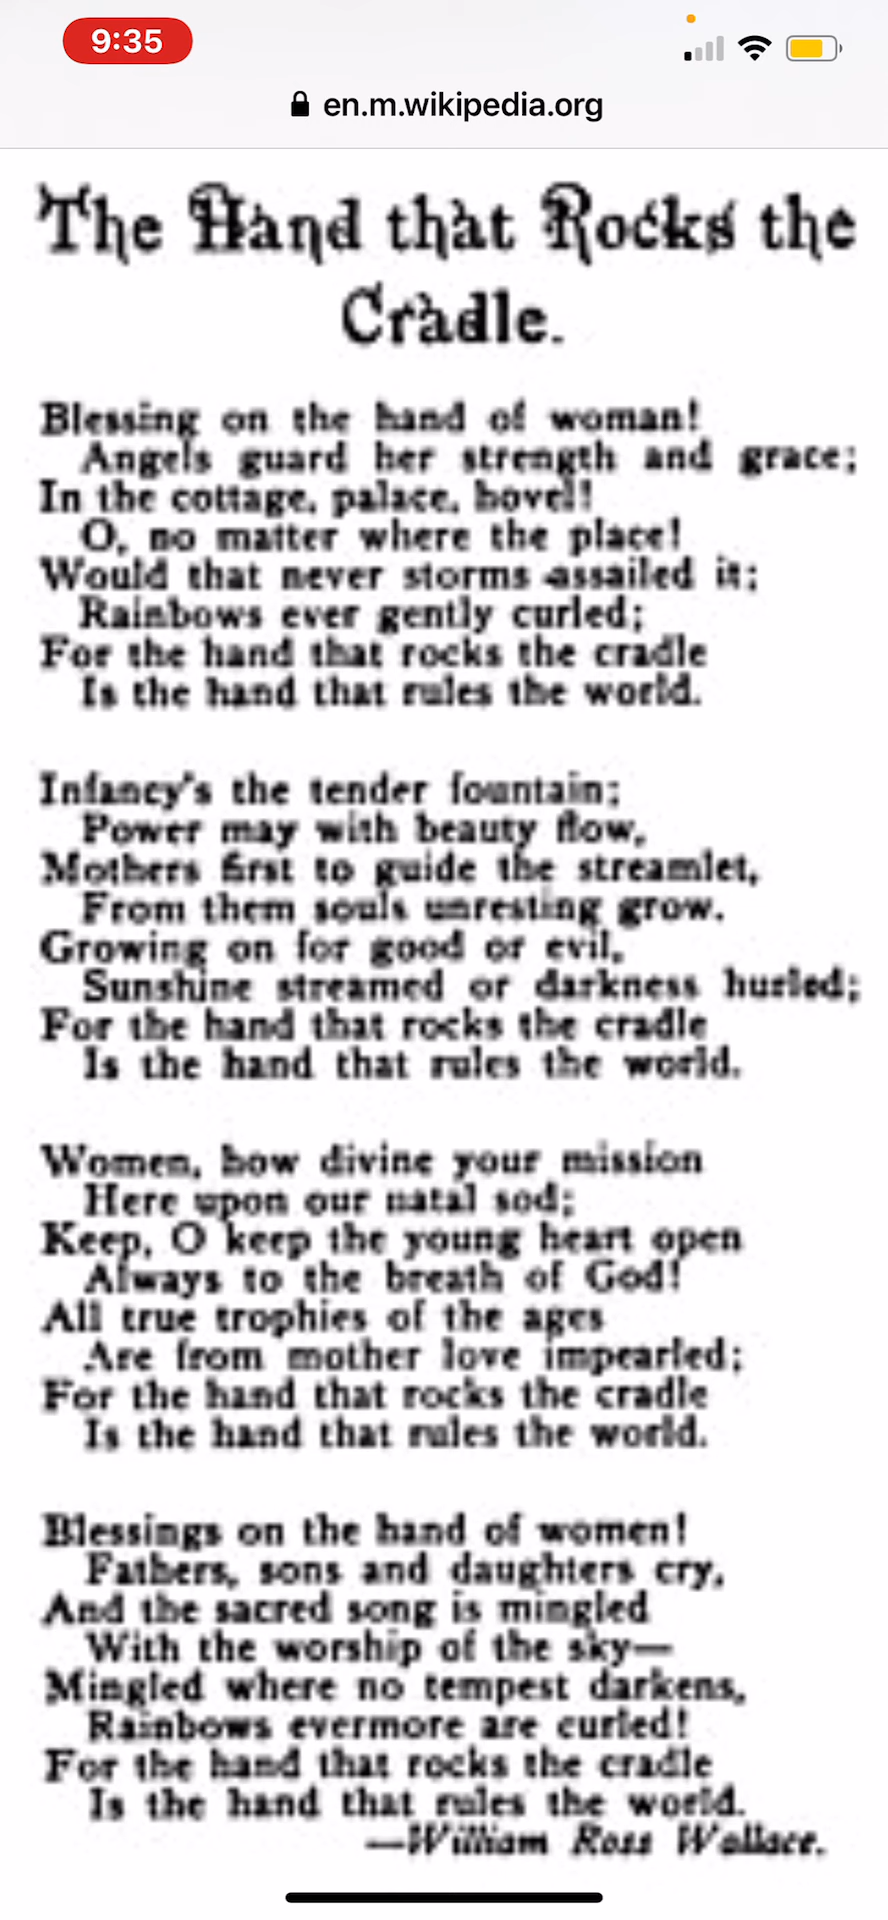 9:35
en.m.wikipedia.org
The Hand that Rocks the
Cradle.
Blessing on the hand of woman!
Angels guard her strength and grace;
In the cottage, palace, hovel!
O, no matter where the place!
Would that never storms assailed it;
Rainbows ever gently curled;
For the hand that rocks the cradle
Is the hand that rules the world.
Infancy's the tender fountain;
Power may with beauty flow,
Mothers first to guide the streamlet,
From them souls unresting grow.
Growing on for good or evil,
Sunshine streamed or darkness hurled;
For the hand that rocks the cradle
Is the hand that rules the world.
Women, how divine your mission
Here upon our natal sod;
Keep, O keep the young heart open
Always to the breath of God!
All true trophies of the ages
Are from mother love impearled;
For the hand that rocks the cradle
Is the hand that rules the world.
Blessings on the hand of women!
Fathers, sons and daughters cry,
And the sacred song is mingled
With the worship of the sky—
Mingled where no tempest darkens,
Rainbows evermore are curled!
For the hand that rocks the cradle
Is the hand that rules the world.
—William Ross Wallace.